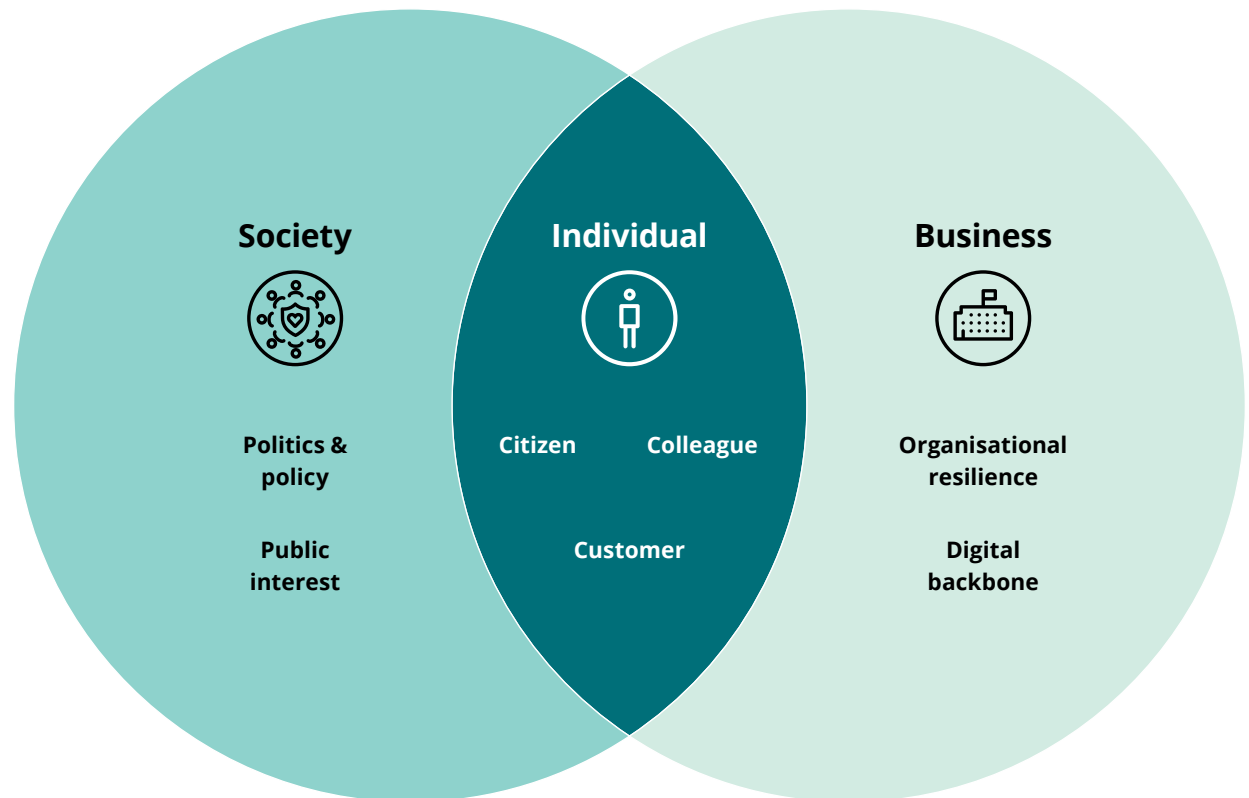 Society
Politics &
policy
Public
interest
Individual
Citizen
Colleague
Customer
Business
Organisational
resilience
Digital
backbone